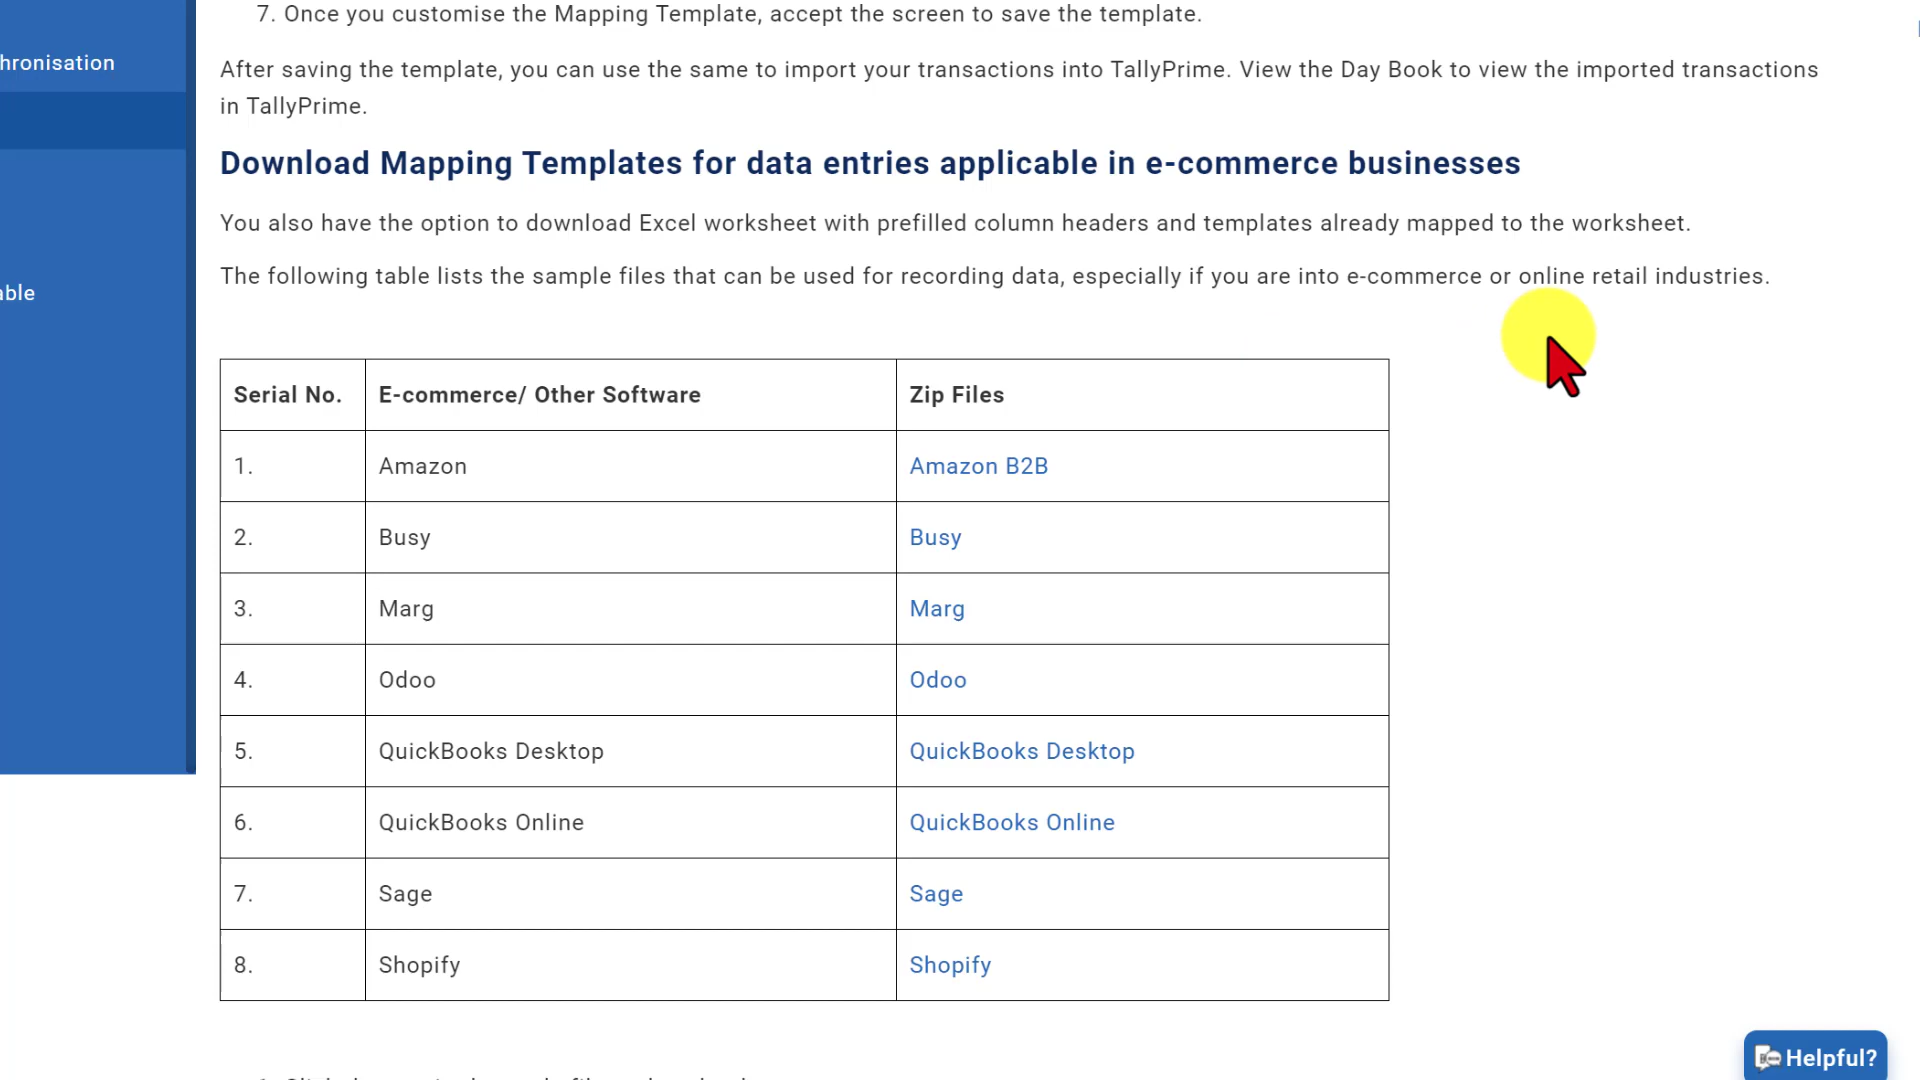 7. Once you customise the Mapping Template, accept the screen to save the template.
hronisation
After saving the template, you can use the same to import your transactions into TallyPrime. View the Day Book to view the imported transactions
in TallyPrime.
Download Mapping Templates for data entries applicable in e-commerce businesses
You also have the option to download Excel worksheet with prefilled column headers and templates already mapped to the worksheet.
The following table lists the sample files that can be used for recording data, especially if you are into e-commerce or online retail industries.
able
Serial No. E-commerce/ Other Software Zip Files
1. Amazon Amazon B2B
2. Busy Busy
3. Marg Marg
4. Odoo Odoo
5. QuickBooks Desktop QuickBooks Desktop
6. QuickBooks Online QuickBooks Online
7. Sage Sage
8. Shopify Shopify
Helpful?